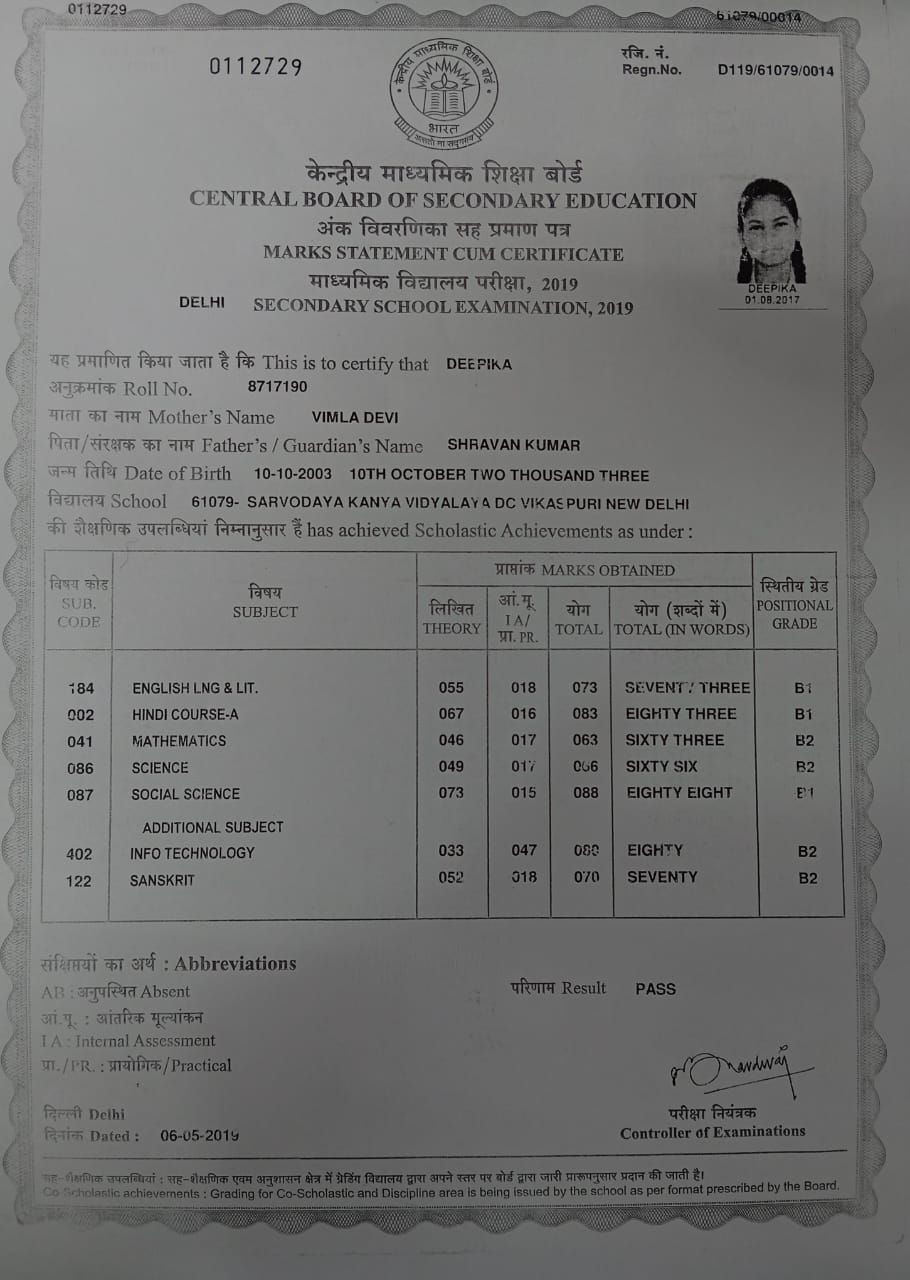 0112729
61079/00014
0112729
रजि. नं.
Regn.No. D119/61079/0014
केन्द्रीय माध्यमिक शिक्षा बोर्ड
भारत
असतो मा सद्गमय
केन्द्रीय माध्यमिक शिक्षा बोर्ड
CENTRAL BOARD OF SECONDARY EDUCATION
अंक विवरणिका सह प्रमाण पत्र
MARKS STATEMENT CUM CERTIFICATE
माध्यमिक विद्यालय परीक्षा, 2019
DELHI SECONDARY SCHOOL EXAMINATION, 2019
DEEPIKA
01.08.2017
यह प्रमाणित किया जाता है कि This is to certify that DEEPIKA
अनुक्रमांक Roll No. 8717190
माता का नाम Mother's Name VIMLA DEVI
पिता/संरक्षक का नाम Father's / Guardian's Name SHRAVAN KUMAR
जन्म तिथि Date of Birth 10-10-2003 10TH OCTOBER TWO THOUSAND THREE
विद्यालय School 61079- SARVODAYA KANYA VIDYALAYA DC VIKASPURI NEW DELHI
की शैक्षणिक उपलब्धियां निम्नानुसार हैं has achieved Scholastic Achievements as under :
विषय कोड
SUB.
CODE
विषय
SUBJECT
प्राप्तांक MARKS OBTAINED
लिखित
THEORY
आं.मू.
I A/
प्रा. PR.
योग
TOTAL
योग (शब्दों में)
TOTAL (IN WORDS)
स्थितीय ग्रेड
POSITIONAL
GRADE
184 ENGLISH LNG & LIT. 055 018 073 SEVENTY THREE B1
002 HINDI COURSE-A 067 016 083 EIGHTY THREE B1
041 MATHEMATICS 046 017 063 SIXTY THREE B2
086 SCIENCE 049 017 066 SIXTY SIX B2
087 SOCIAL SCIENCE 073 015 088 EIGHTY EIGHT B1
ADDITIONAL SUBJECT
402 INFO TECHNOLOGY 033 047 080 EIGHTY B2
122 SANSKRIT 052 018 070 SEVENTY B2
संक्षिप्तयों का अर्थ : Abbreviations
AB : अनुपस्थित Absent
आं.पू. : आंतरिक मूल्यांकन
I A : Internal Assessment
प्रा./PR. : प्रायोगिक/Practical
परिणाम Result PASS
दिल्ली Delhi
दिनांक Dated : 06-05-2019
परीक्षा नियंत्रक
Controller of Examinations
सह-शैक्षणिक उपलब्धियां : सह-शैक्षणिक एवम अनुशासन क्षेत्र में ग्रेडिंग विद्यालय द्वारा अपने स्तर पर बोर्ड द्वारा जारी प्रारूपनुसार प्रदान की जाती है।
Co Scholastic achievements : Grading for Co-Scholastic and Discipline area is being issued by the school as per format prescribed by the Board.